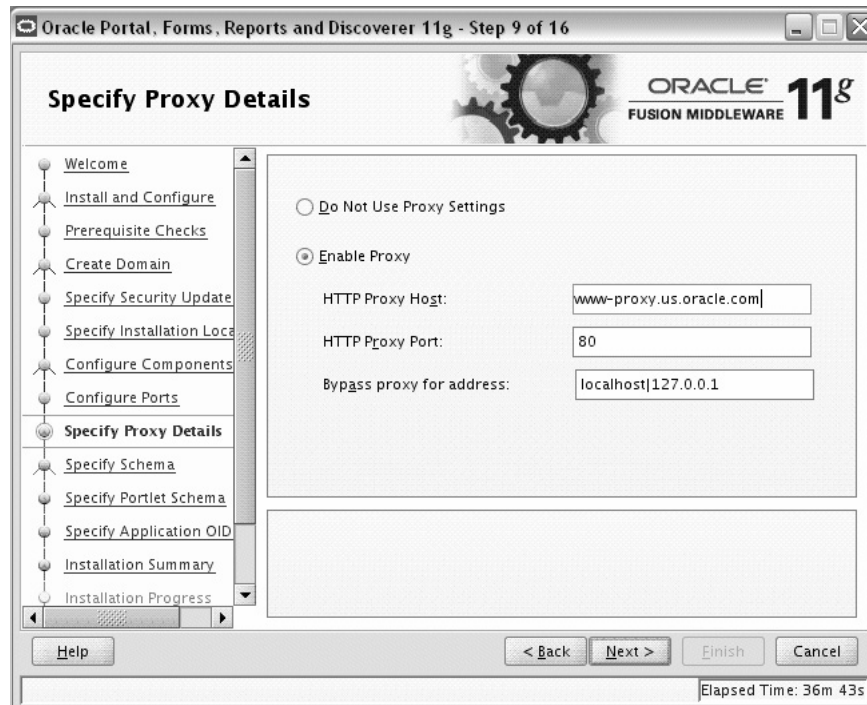 Oracle Portal, Forms, Reports and Discoverer 11g - Step 9 of 16
Specify Proxy Details
ORACLE
FUSION MIDDLEWARE
11g
Welcome
Install and Configure
Prerequisite Checks
Create Domain
Specify Security Update
Specify Installation Loca
Configure Components
Configure Ports
Specify Proxy Details
Specify Schema
Specify Portlet Schema
Specify Application OID
Installation Summary
Installation Progress
Do Not Use Proxy Settings
Enable Proxy
HTTP Proxy Host: www-proxy.us.oracle.com
HTTP Proxy Port: 80
Bypass proxy for address: localhost|127.0.0.1
Help < Back Next > Finish Cancel
Elapsed Time: 36m 43s